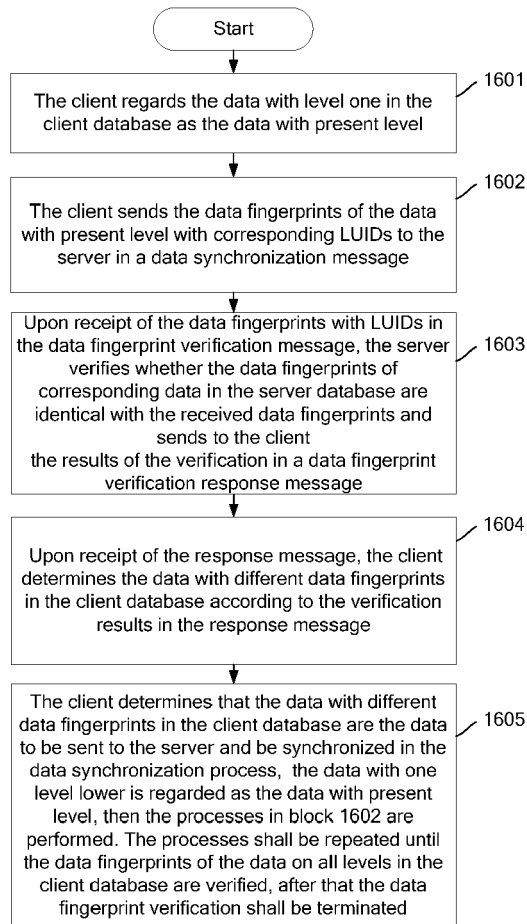 Start
1601
The client regards the data with level one in the
client database as the data with present level
1602
The client sends the data fingerprints of the data
with present level with corresponding LUIDs to the
server in a data synchronization message
1603
Upon receipt of the data fingerprints with LUIDs in
the data fingerprint verification message, the server
verifies whether the data fingerprints of
corresponding data in the server database are
identical with the received data fingerprints and
sends to the client
the results of the verification in a data fingerprint
verification response message
1604
Upon receipt of the response message, the client
determines the data with different data fingerprints
in the client database according to the verification
results in the response message
1605
The client determines that the data with different
data fingerprints in the client database are the data
to be sent to the server and be synchronized in the
data synchronization process, the data with one
level lower is regarded as the data with present
level, then the processes in block 1602 are
performed. The processes shall be repeated until
the data fingerprints of the data on all levels in the
client database are verified, after that the data
fingerprint verification shall be terminated